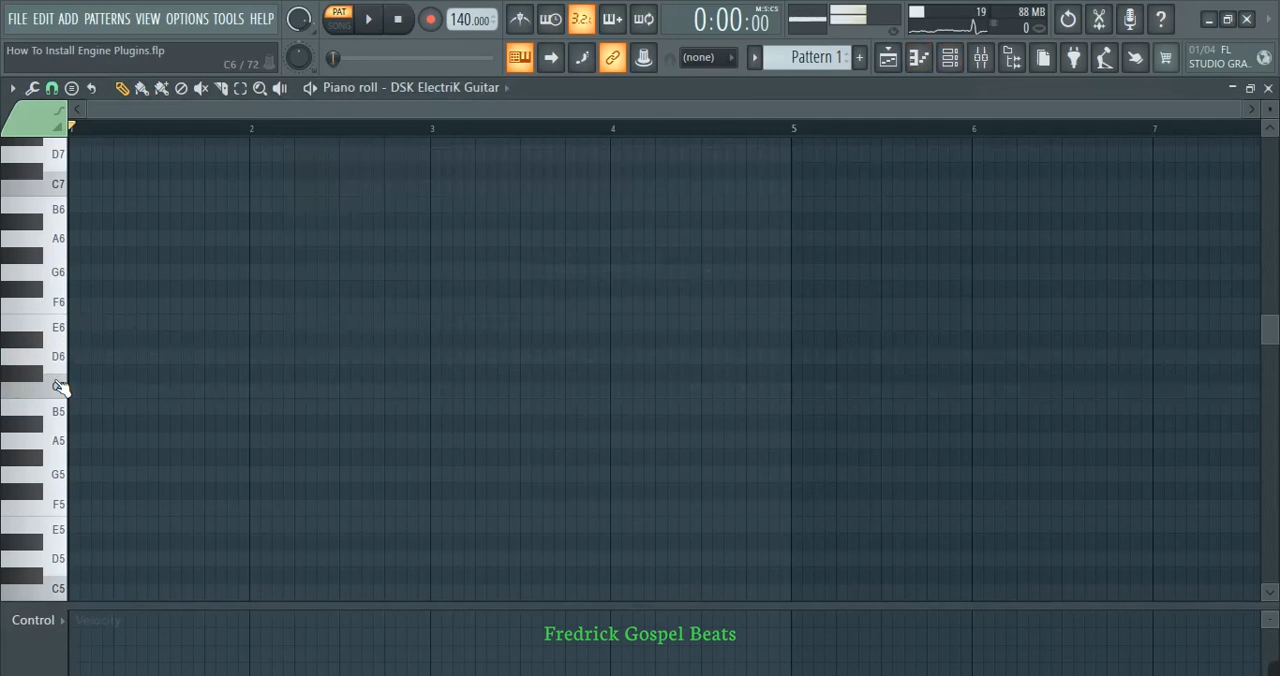 FILE EDIT ADD PATTERNS VIEW OPTIONS TOOLS HELP
PAT
SONG
140.000
3.2.
0:00:00
M:S:CS
19
88 MB
0
How To Install Engine Plugins.flp
C6 / 72
(none)
Pattern 1
01/04 FL
STUDIO GRA..
Piano roll - DSK ElectriK Guitar
1 2 3 4 5 6 7
D7
C7
B6
A6
G6
F6
E6
D6
B5
A5
G5
F5
E5
D5
C5
Control
Velocity
Fredrick Gospel Beats